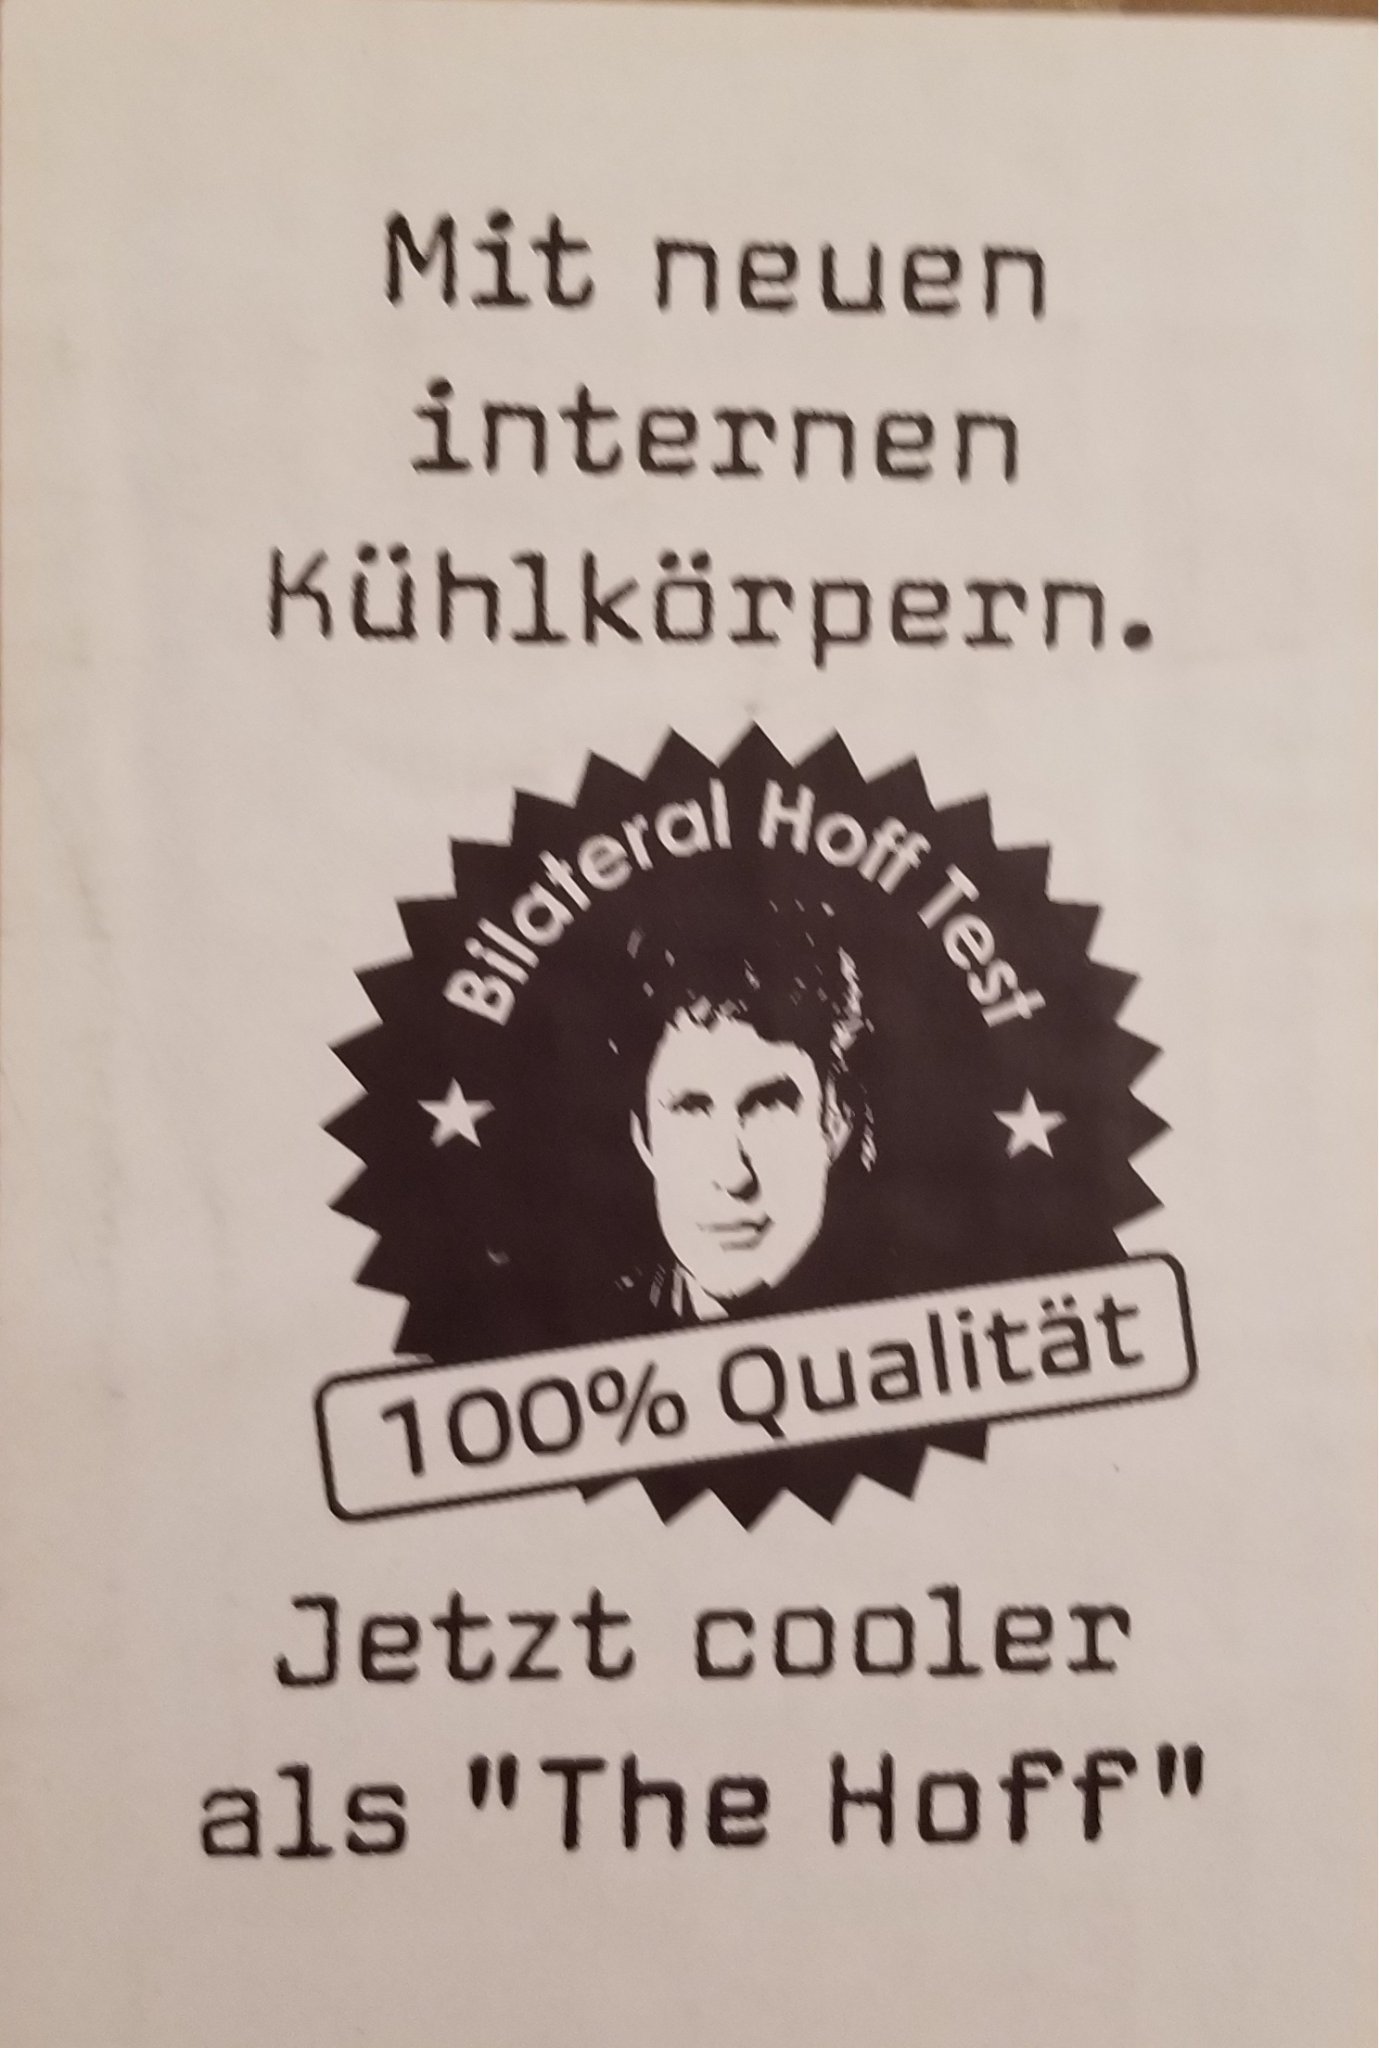 Mit neuen
internen
Kühlkörpern.
Bilateral Hoff Test
100% Qualität
Jetzt cooler
als "The Hoff"